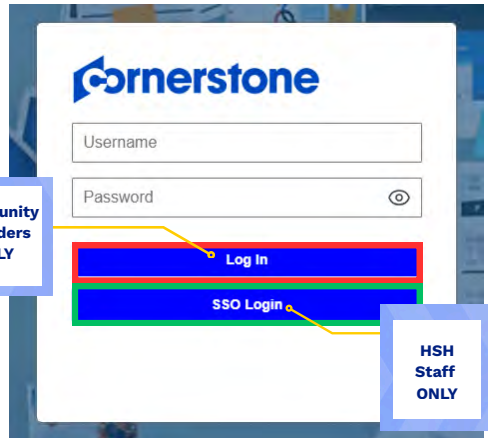 Cornerstone
Username
Password
Log In
SSO Login
HSH
Staff
ONLY